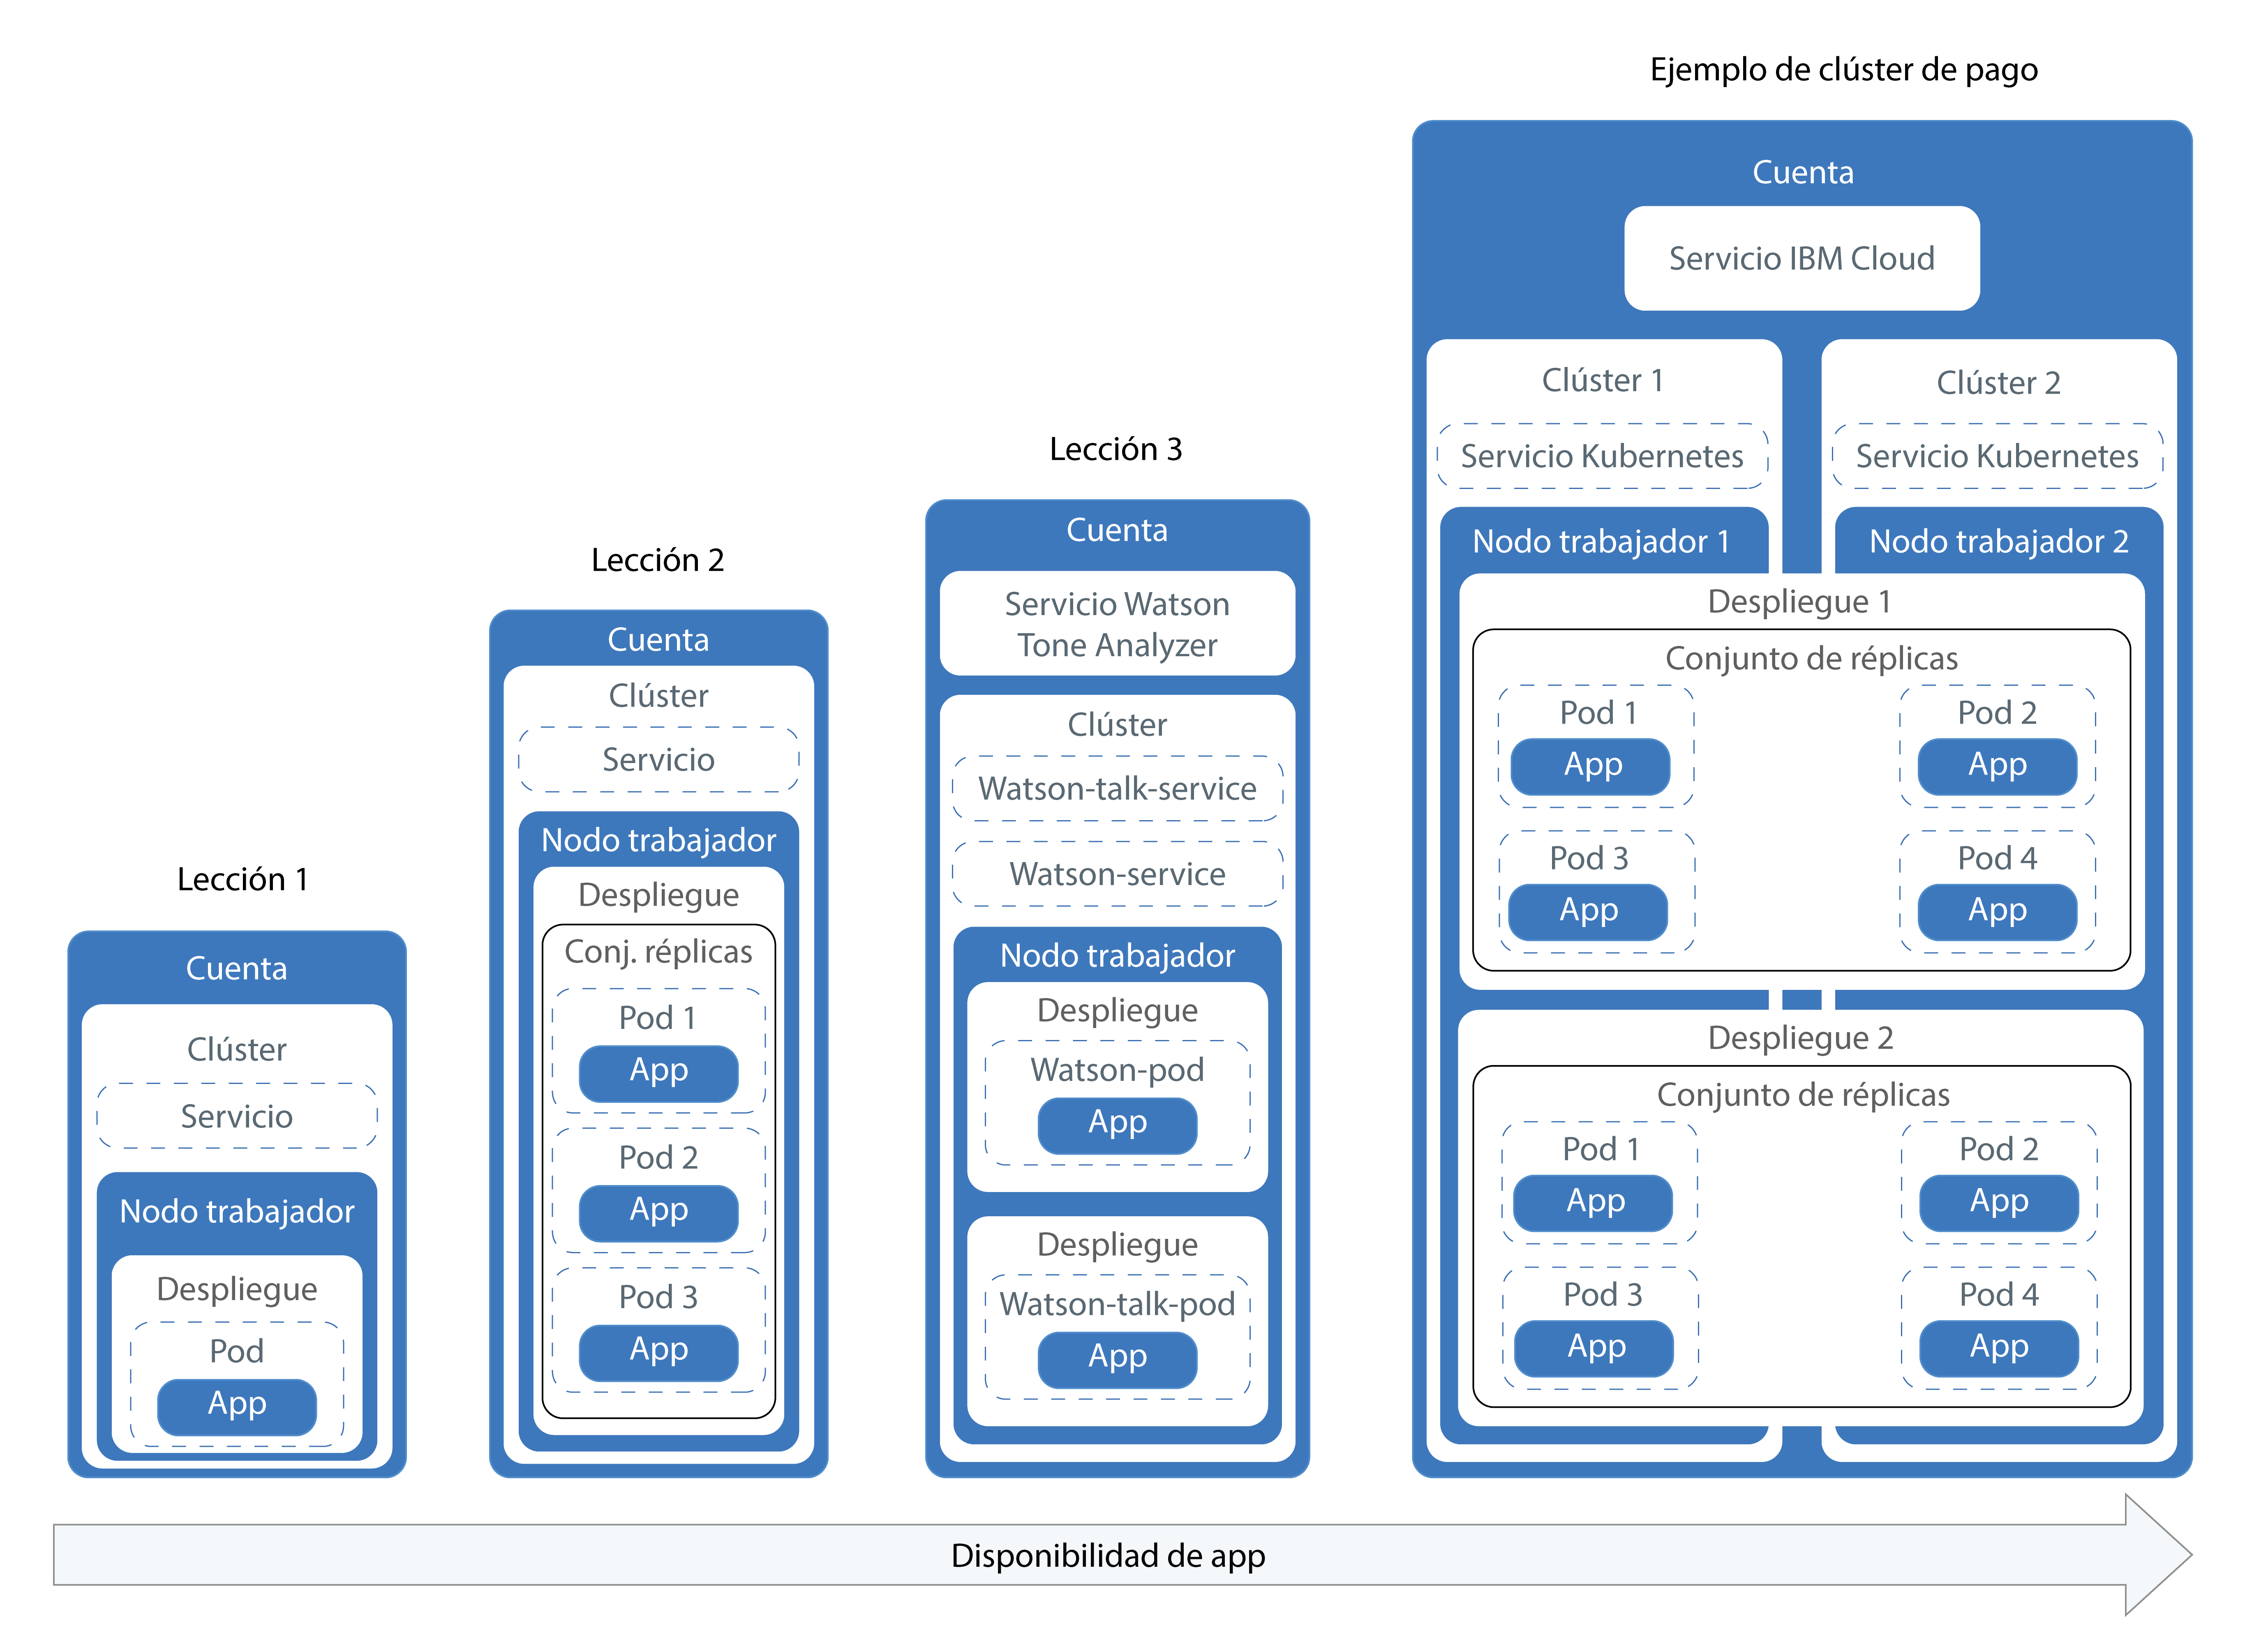 Lección 1
Cuenta
Clúster
Servicio
Nodo trabajador
Despliegue
Pod
App
Lección 2
Cuenta
Clúster
Servicio
Nodo trabajador
Despliegue
Conj. réplicas
Pod 1
App
Pod 2
App
Pod 3
App
Lección 3
Cuenta
Servicio Watson
Tone Analyzer
Clúster
Watson-talk-service
Watson-service
Nodo trabajador
Despliegue
Watson-pod
App
Despliegue
Watson-talk-pod
App
Ejemplo de clúster de pago
Cuenta
Servicio IBM Cloud
Clúster 1
Servicio Kubernetes
Nodo trabajador 1
Clúster 2
Servicio Kubernetes
Nodo trabajador 2
Despliegue 1
Conjunto de réplicas
Pod 1
App
Pod 2
App
Pod 3
App
Pod 4
App
Despliegue 2
Conjunto de réplicas
Pod 1
App
Pod 2
App
Pod 3
App
Pod 4
App
Disponibilidad de app